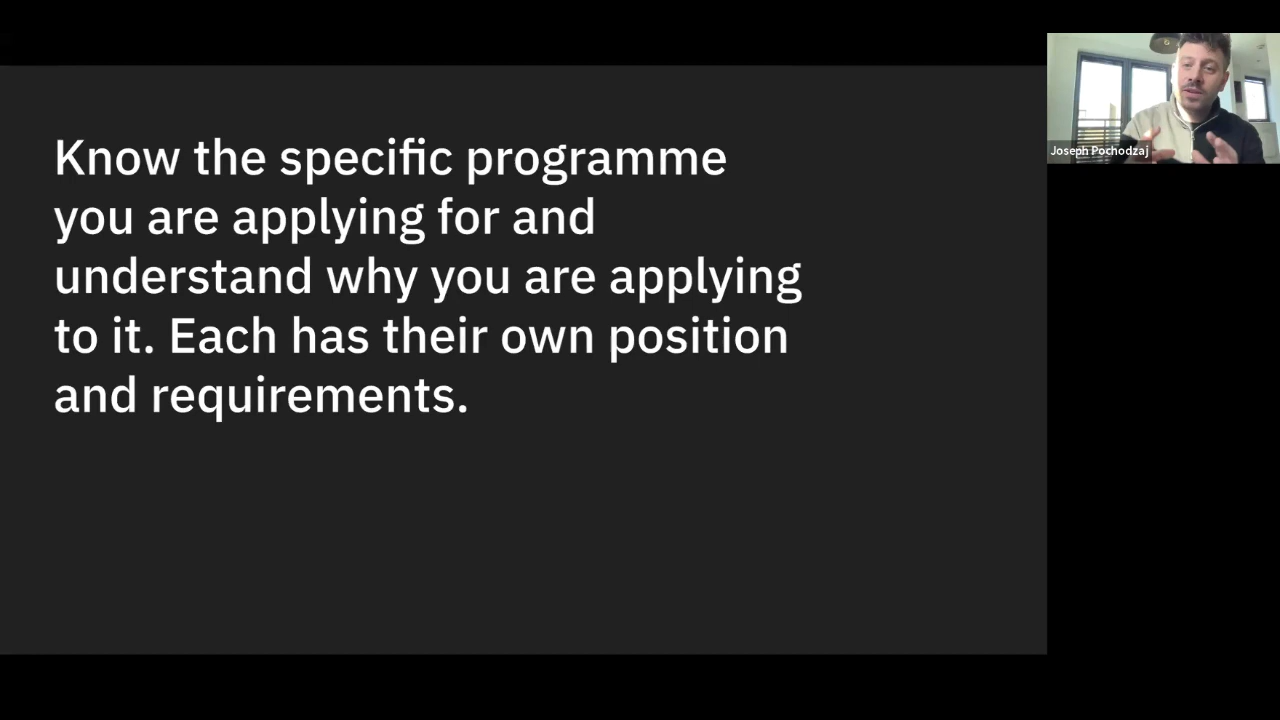 Know the specific programme
you are applying for and
understand why you are applying
to it. Each has their own position
and requirements.
Joseph Pochodzaj